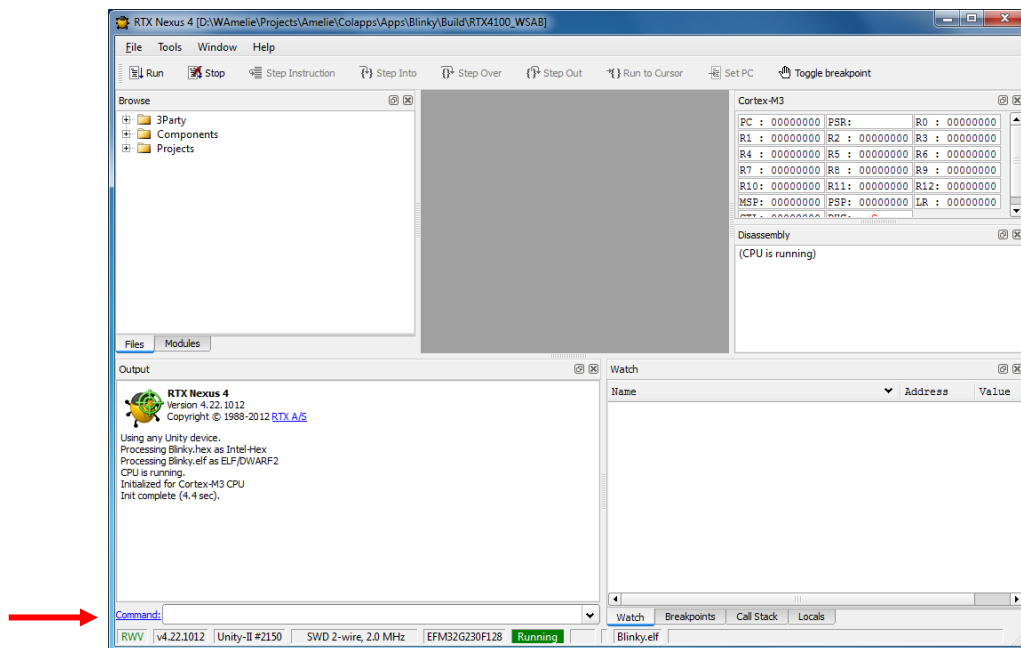 RTX Nexus 4 [D:\WAmelie\Projects\Amelie\Colapps\Apps\Blinky\Build\RTX4100_WSAB]
File Tools Window Help
Run Stop Step Instruction Step Into Step Over Step Out Run to Cursor Set PC Toggle breakpoint
Browse
3Party
Components
Projects
Files Modules
Cortex-M3
PC : 00000000 PSR: R0 : 00000000
R1 : 00000000 R2 : 00000000 R3 : 00000000
R4 : 00000000 R5 : 00000000 R6 : 00000000
R7 : 00000000 R8 : 00000000 R9 : 00000000
R10: 00000000 R11: 00000000 R12: 00000000
MSP: 00000000 PSP: 00000000 LR : 00000000
Disassembly
(CPU is running)
Output
RTX Nexus 4
Version 4.22.1012
Copyright © 1988-2012 RTX A/S
Using any Unity device.
Processing Blinky.hex as Intel-Hex
Processing Blinky.elf as ELF/DWARF2
CPU is running.
Initialized for Cortex-M3 CPU
Init complete (4.4 sec).
Command:
Watch
Name Address Value
Watch Breakpoints Call Stack Locals
RWV v4.22.1012 Unity-II #2150 SWD 2-wire, 2.0 MHz EFM32G230F128 Running Blinky.elf